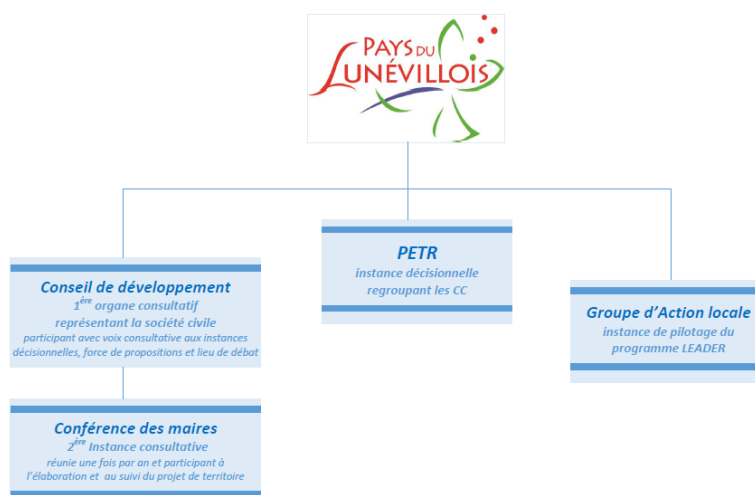 PAYS DU
LUNÉVILLOIS
PETR
instance décisionnelle
regroupant les CC
Conseil de développement
1ère organe consultatif
représentant la société civile
participant avec voix consultative aux instances
décisionnelles, force de propositions et lieu de débat
Groupe d'Action locale
instance de pilotage du
programme LEADER
Conférence des maires
2ère Instance consultative
réunie une fois par an et participant à
l'élaboration et au suivi du projet de territoire